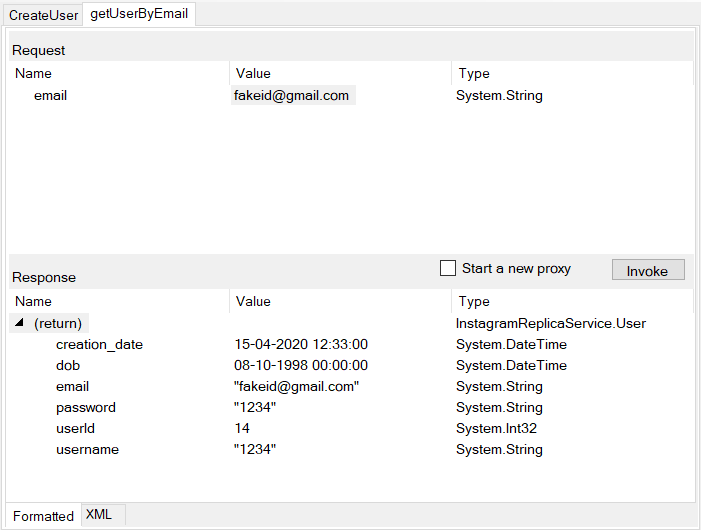 CreateUser getUserByEmail
Request
Name Value Type
email fakeid@gmail.com System.String
Start a new proxy Invoke
Response
Name Value Type
(return) InstagramReplicaService.User
creation_date 15-04-2020 12:33:00 System.DateTime
dob 08-10-1998 00:00:00 System.DateTime
email "fakeid@gmail.com" System.String
password "1234" System.String
userId 14 System.Int32
username "1234" System.String
Formatted XML